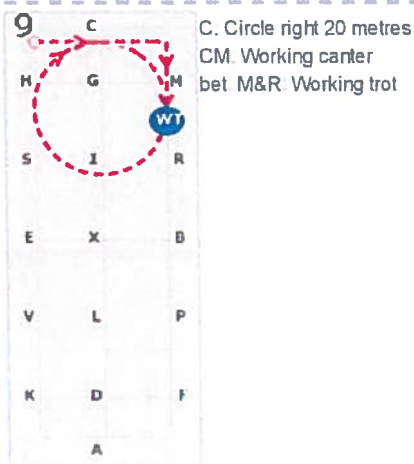 9
C
C. Circle right 20 metres
CM. Working canter
H G M
bet. M&R: Working trot
WT
S I R
E X B
V L P
K D F
A